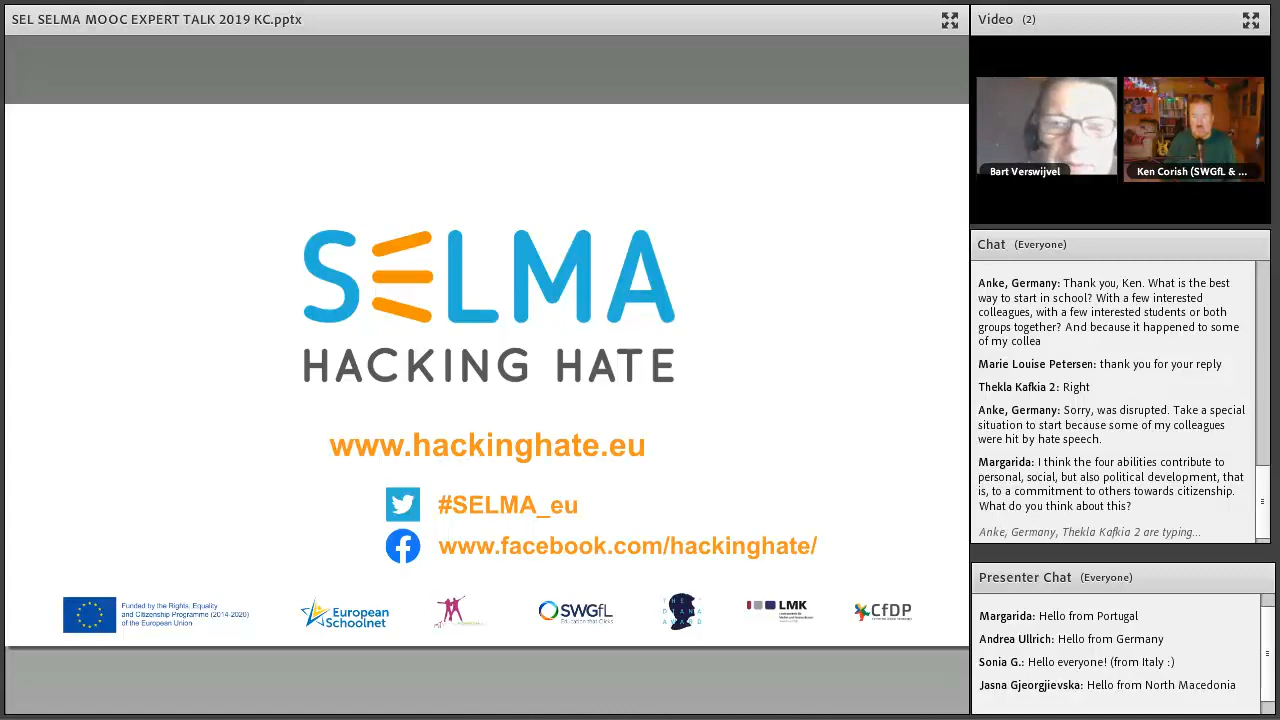 SEL SELMA MOOC EXPERT TALK 2019 KC.pptx
SELMA
HACKING HATE
www.hackinghate.eu
#SELMA_eu
www.facebook.com/hackinghate/
Funded by the Rights, Equality
and Citizenship Programme (2014-2020)
of the European Union
European
Schoolnet
SWGfL
Education that Clicks
THE
DIANA
AWARD
LMK
CfDP
Video (2)
Bart Verswijvel
Ken Corish (SWGfL & ...
Chat (Everyone)
Anke, Germany: Thank you, Ken. What is the best
way to start in school? With a few interested
colleagues, with a few interested students or both
groups together? And because it happened to some
of my collea
Marie Louise Petersen: thank you for your reply
Thekla Kafkia 2: Right
Anke, Germany: Sorry, was disrupted. Take a special
situation to start because some of my colleagues
were hit by hate speech.
Margarida: I think the four abilities contribute to
personal, social, but also political development, that
is, to a commitment to others towards citizenship.
What do you think about this?
Anke, Germany, Thekla Kafkia 2 are typing...
Presenter Chat (Everyone)
Margarida: Hello from Portugal
Andrea Ullrich: Hello from Germany
Sonia G.: Hello everyone! (from Italy :)
Jasna Gjeorgjievska: Hello from North Macedonia